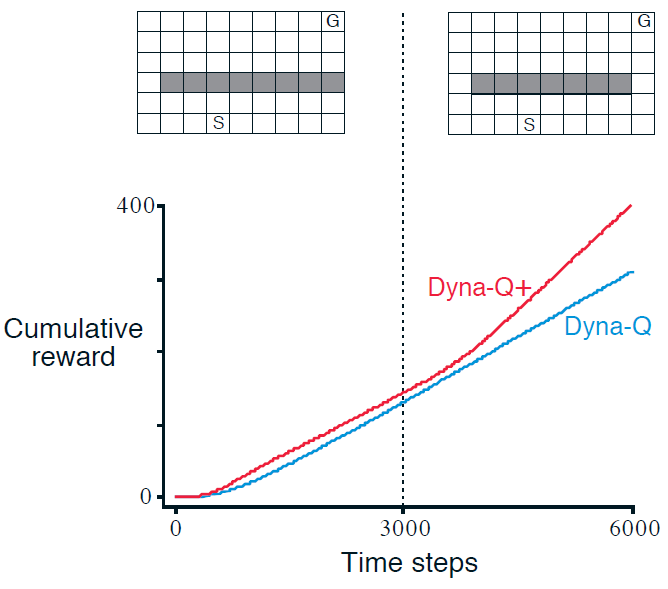 G
S
G
S
400
0
Cumulative
reward
Dyna-Q+
Dyna-Q
0
3000
6000
Time steps